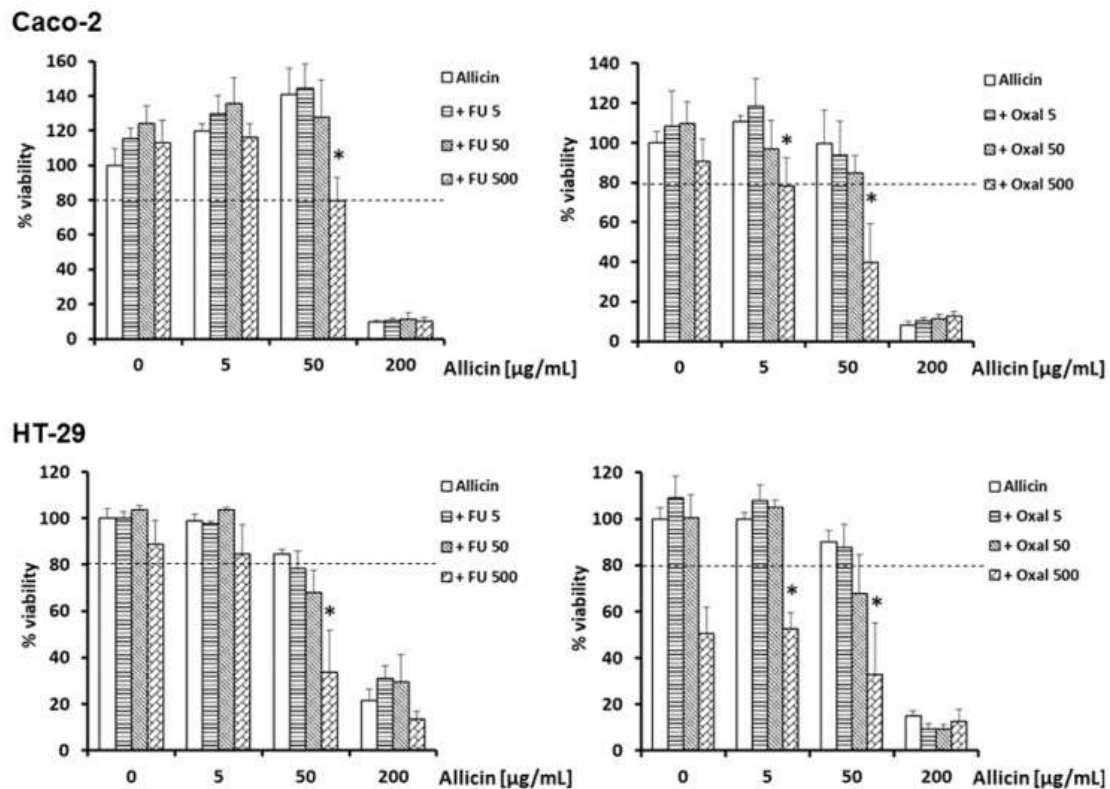 Caco-2
160
140
120
100
80
60
40
20
0
% viability
Allicin
+ FU 5
+ FU 50
+ FU 500
*
0 5 50 200 Allicin [µg/mL]
140
120
100
80
60
40
20
0
% viability
Allicin
+ Oxal 5
+ Oxal 50
+ Oxal 500
*
*
0 5 50 200 Allicin [µg/mL]
HT-29
120
100
80
60
40
20
0
% viability
Allicin
+ FU 5
+ FU 50
+ FU 500
*
0 5 50 200 Allicin [µg/mL]
120
100
80
60
40
20
0
% viability
Allicin
+ Oxal 5
+ Oxal 50
+ Oxal 500
*
*
0 5 50 200 Allicin [µg/mL]